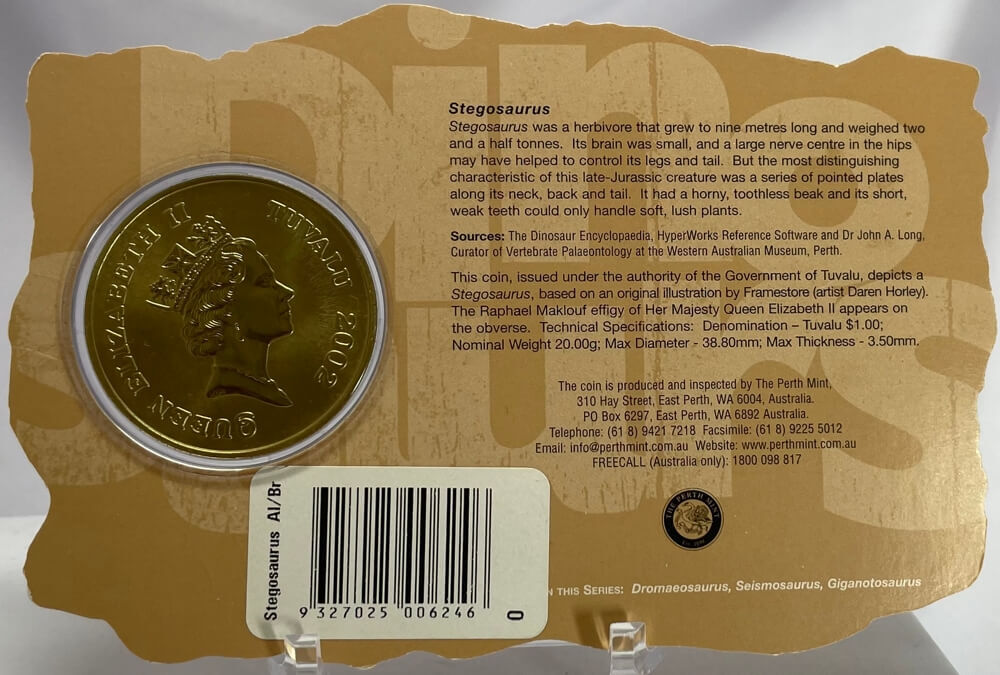 Dino
saurs
Stegosaurus
Stegosaurus was a herbivore that grew to nine metres long and weighed two
and a half tonnes. Its brain was small, and a large nerve centre in the hips
may have helped to control its legs and tail. But the most distinguishing
characteristic of this late-Jurassic creature was a series of pointed plates
along its neck, back and tail. It had a horny, toothless beak and its short,
weak teeth could only handle soft, lush plants.
Sources: The Dinosaur Encyclopaedia, HyperWorks Reference Software and Dr John A. Long,
Curator of Vertebrate Palaeontology at the Western Australian Museum, Perth.
This coin, issued under the authority of the Government of Tuvalu, depicts a
Stegosaurus, based on an original illustration by Framestore (artist Daren Horley).
The Raphael Maklouf effigy of Her Majesty Queen Elizabeth II appears on
the obverse. Technical Specifications: Denomination – Tuvalu $1.00;
Nominal Weight 20.00g; Max Diameter - 38.80mm; Max Thickness - 3.50mm.
The coin is produced and inspected by The Perth Mint,
310 Hay Street, East Perth, WA 6004, Australia.
PO Box 6297, East Perth, WA 6892 Australia.
Telephone: (61 8) 9421 7218 Facsimile: (61 8) 9225 5012
Email: info@perthmint.com.au Website: www.perthmint.com.au
FREECALL (Australia only): 1800 098 817
THE PERTH MINT
IN THIS SERIES: Dromaeosaurus, Seismosaurus, Giganotosaurus
QUEEN ELIZABETH II TUVALU 2002
Stegosaurus Al/Br
9 327025 006246 0